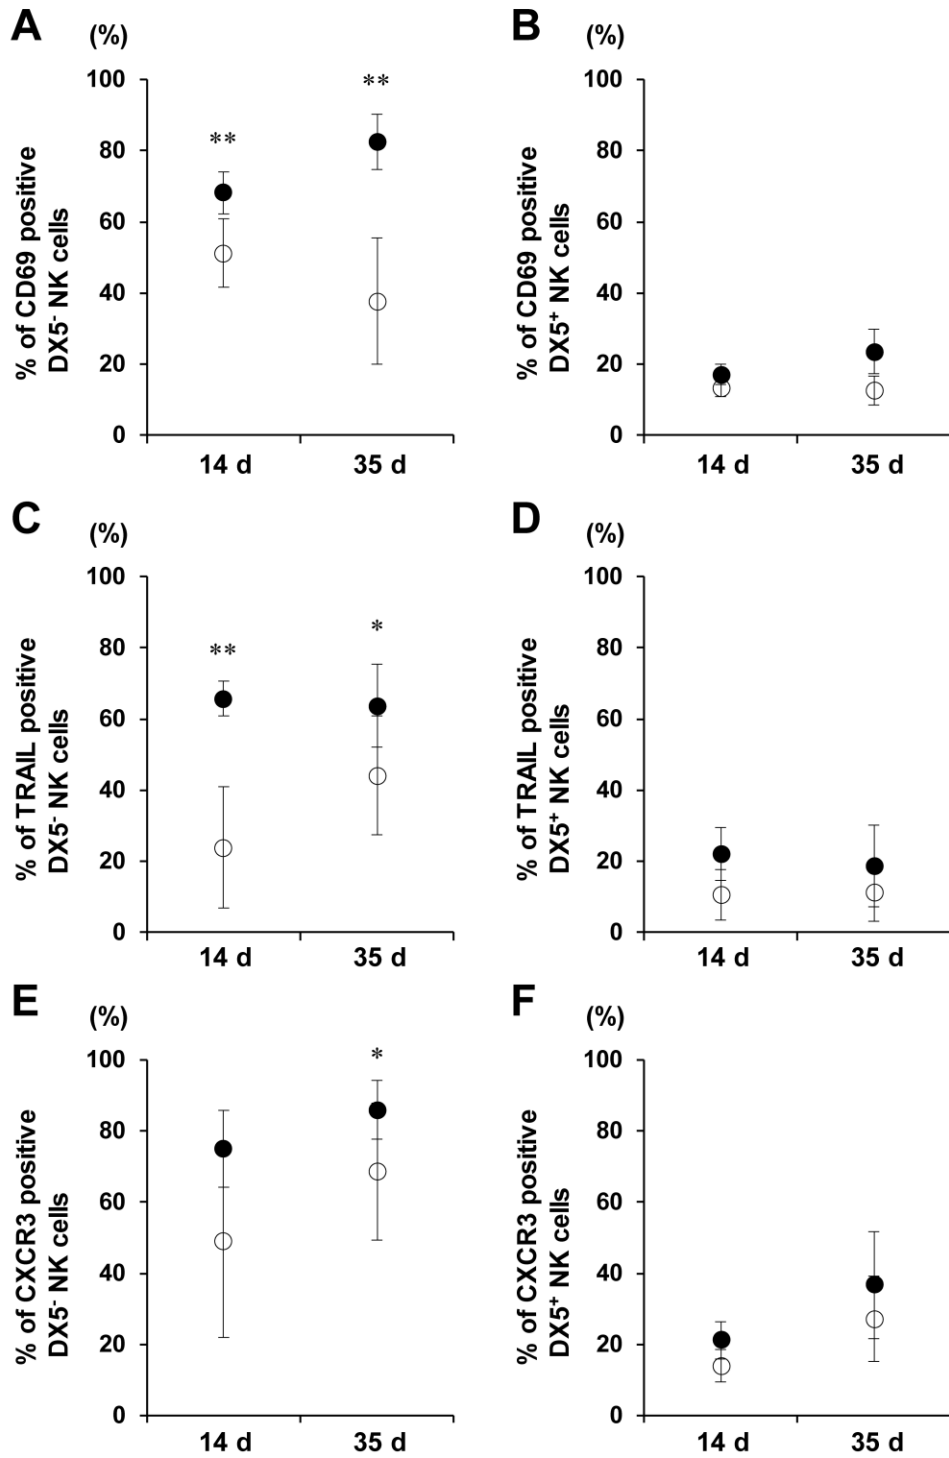 A
(%)
100
80
60
40
20
0
% of CD69 positive
DX5⁻ NK cells
**
**
14 d
35 d
B
(%)
100
80
60
40
20
0
% of CD69 positive
DX5⁺ NK cells
14 d
35 d
C
(%)
100
80
60
40
20
0
% of TRAIL positive
DX5⁻ NK cells
**
*
14 d
35 d
D
(%)
100
80
60
40
20
0
% of TRAIL positive
DX5⁺ NK cells
14 d
35 d
E
(%)
100
80
60
40
20
0
% of CXCR3 positive
DX5⁻ NK cells
*
14 d
35 d
F
(%)
100
80
60
40
20
0
% of CXCR3 positive
DX5⁺ NK cells
14 d
35 d